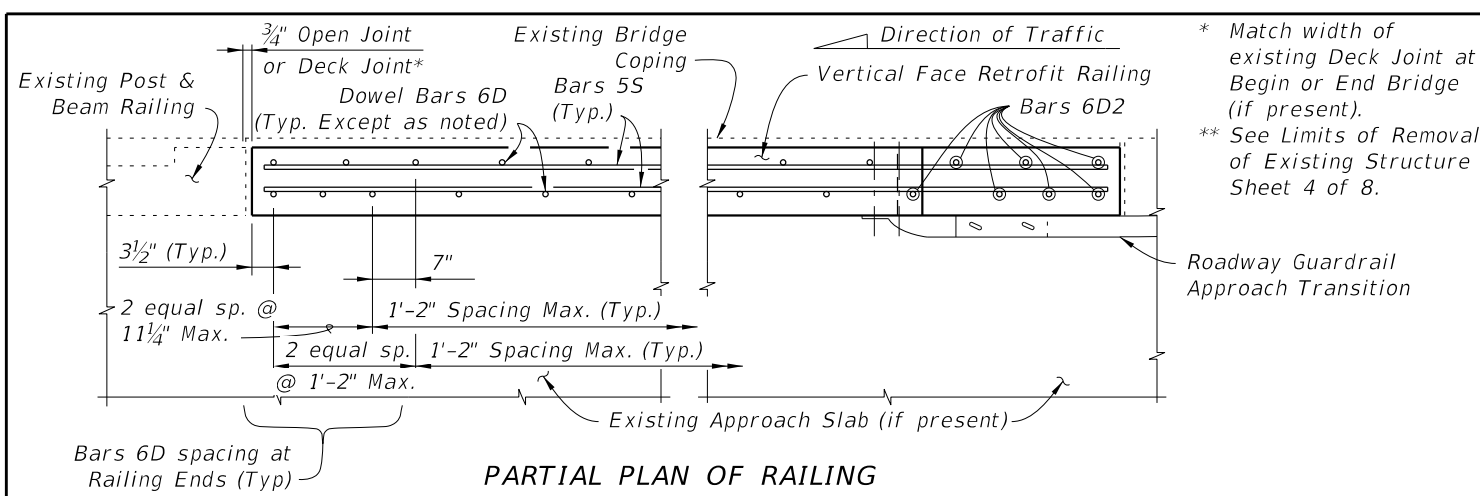 ¾" Open Joint
or Deck Joint*
Existing Post &
Beam Railing
Dowel Bars 6D
(Typ. Except as noted)
Existing Bridge
Coping
Bars 5S
(Typ.)
Direction of Traffic
Vertical Face Retrofit Railing
Bars 6D2
* Match width of
existing Deck Joint at
Begin or End Bridge
(if present).
** See Limits of Removal
of Existing Structure
Sheet 4 of 8.
3½" (Typ.)
7"
2 equal sp. @
11¼" Max.
1'-2" Spacing Max. (Typ.)
2 equal sp.
@ 1'-2" Max.
1'-2" Spacing Max. (Typ.)
Roadway Guardrail
Approach Transition
Existing Approach Slab (if present)
Bars 6D spacing at
Railing Ends (Typ)
PARTIAL PLAN OF RAILING